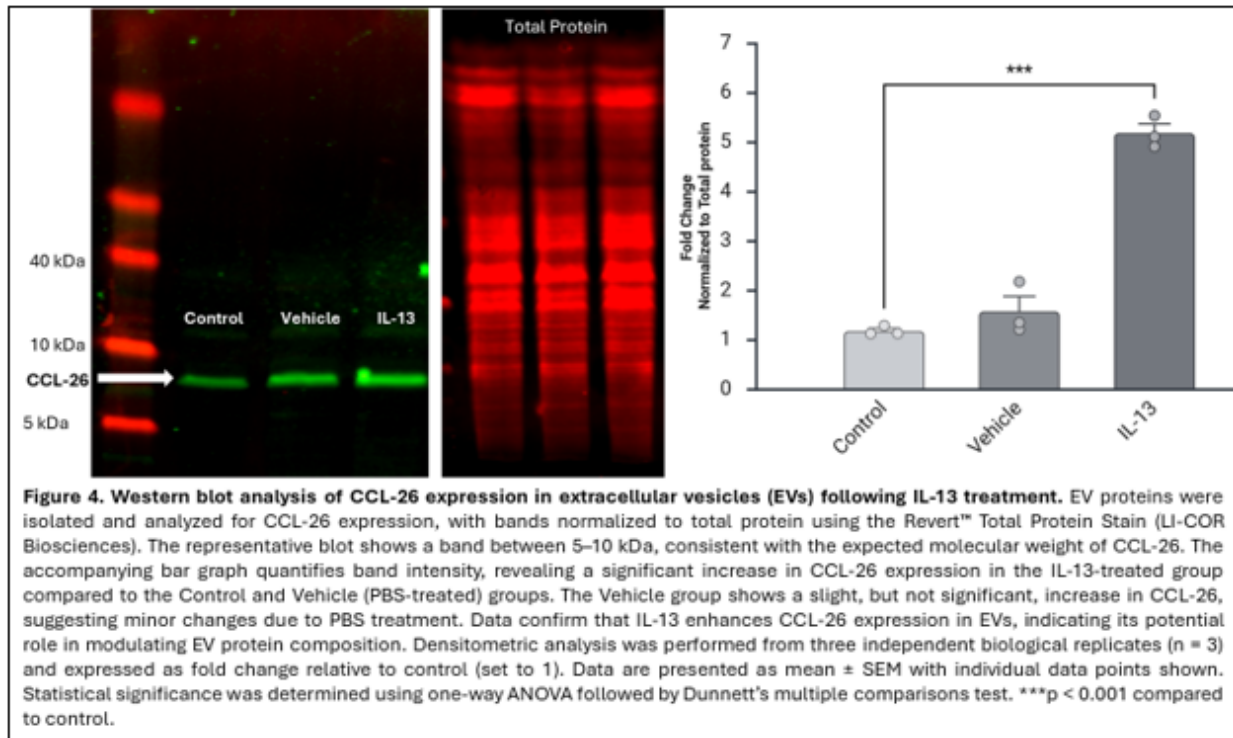 Total Protein
40 kDa
Control Vehicle IL-13
10 kDa
CCL-26
5 kDa
7
6
5
4
3
2
1
0
Fold Change
Normalized to Total protein
***
Control
Vehicle
IL-13
Figure 4. Western blot analysis of CCL-26 expression in extracellular vesicles (EVs) following IL-13 treatment. EV proteins were
isolated and analyzed for CCL-26 expression, with bands normalized to total protein using the Revert™ Total Protein Stain (LI-COR
Biosciences). The representative blot shows a band between 5–10 kDa, consistent with the expected molecular weight of CCL-26. The
accompanying bar graph quantifies band intensity, revealing a significant increase in CCL-26 expression in the IL-13-treated group
compared to the Control and Vehicle (PBS-treated) groups. The Vehicle group shows a slight, but not significant, increase in CCL-26,
suggesting minor changes due to PBS treatment. Data confirm that IL-13 enhances CCL-26 expression in EVs, indicating its potential
role in modulating EV protein composition. Densitometric analysis was performed from three independent biological replicates (n = 3)
and expressed as fold change relative to control (set to 1). Data are presented as mean ± SEM with individual data points shown.
Statistical significance was determined using one-way ANOVA followed by Dunnett's multiple comparisons test. ***p < 0.001 compared
to control.